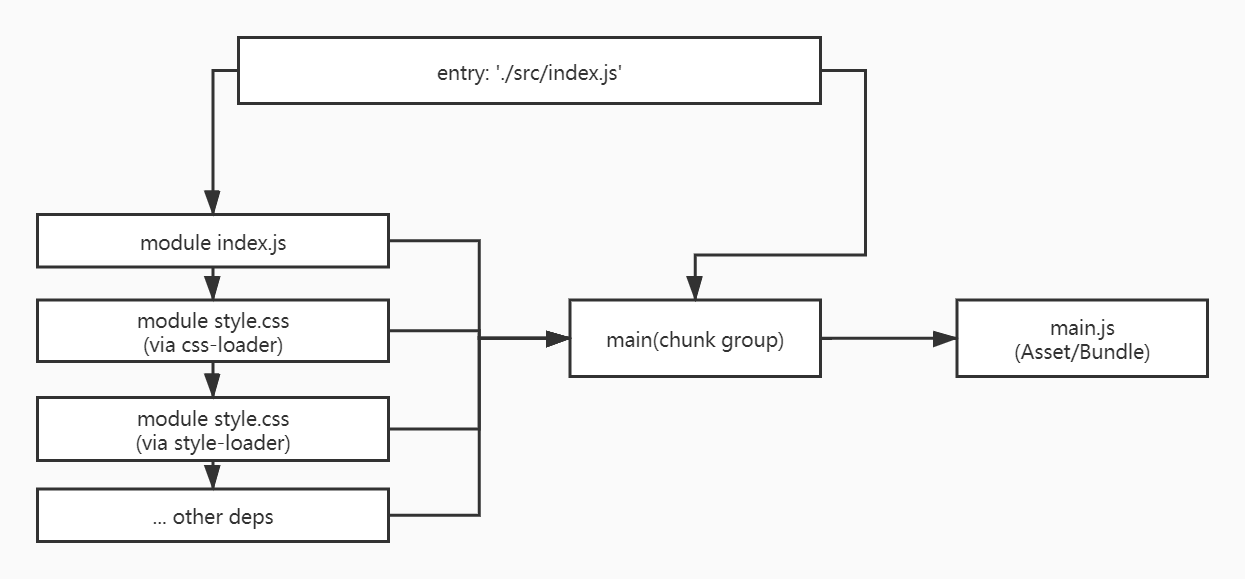 entry: './src/index.js'
module index.js
module style.css
(via css-loader)
module style.css
(via style-loader)
... other deps
main(chunk group)
main.js
(Asset/Bundle)